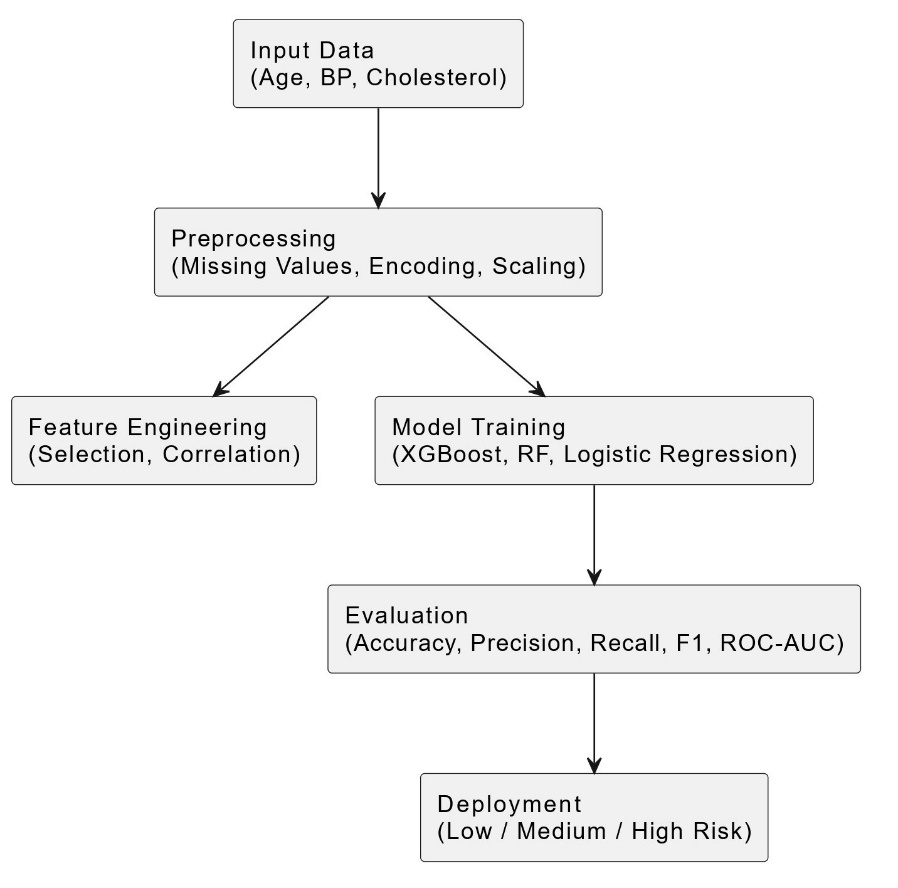 Input Data
(Age, BP, Cholesterol)
Preprocessing
(Missing Values, Encoding, Scaling)
Feature Engineering
(Selection, Correlation)
Model Training
(XGBoost, RF, Logistic Regression)
Evaluation
(Accuracy, Precision, Recall, F1, ROC-AUC)
Deployment
(Low / Medium / High Risk)